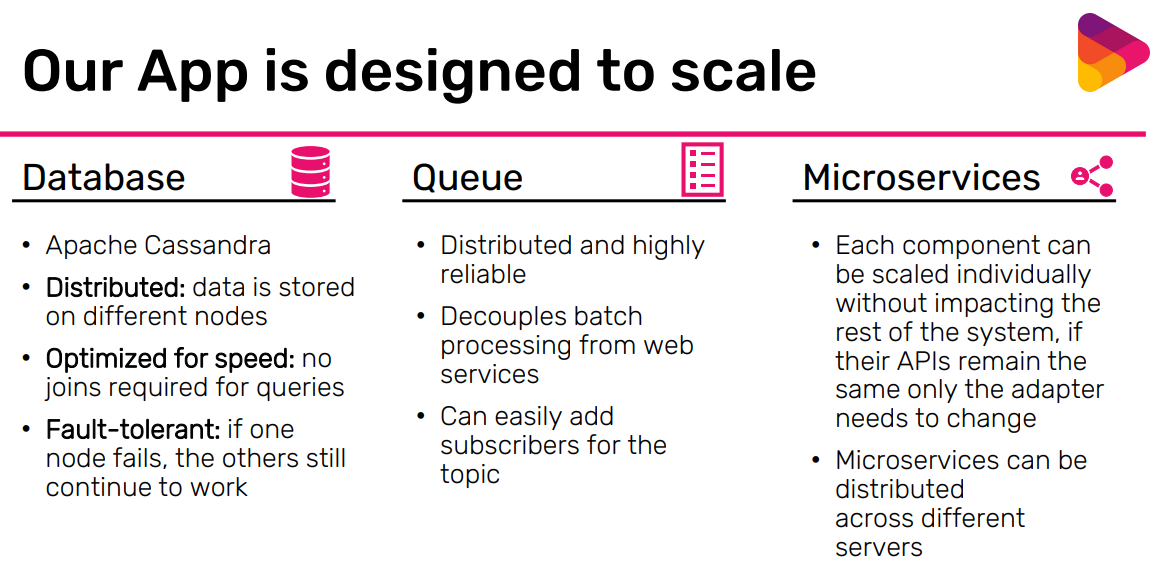 Our App is designed to scale
Database
• Apache Cassandra
• Distributed: data is stored
on different nodes
• Optimized for speed: no
joins required for queries
• Fault-tolerant: if one
node fails, the others still
continue to work
Queue
• Distributed and highly
reliable
• Decouples batch
processing from web
services
• Can easily add
subscribers for the
topic
Microservices
• Each component can
be scaled individually
without impacting the
rest of the system, if
their APIs remain the
same only the adapter
needs to change
• Microservices can be
distributed
across different
servers